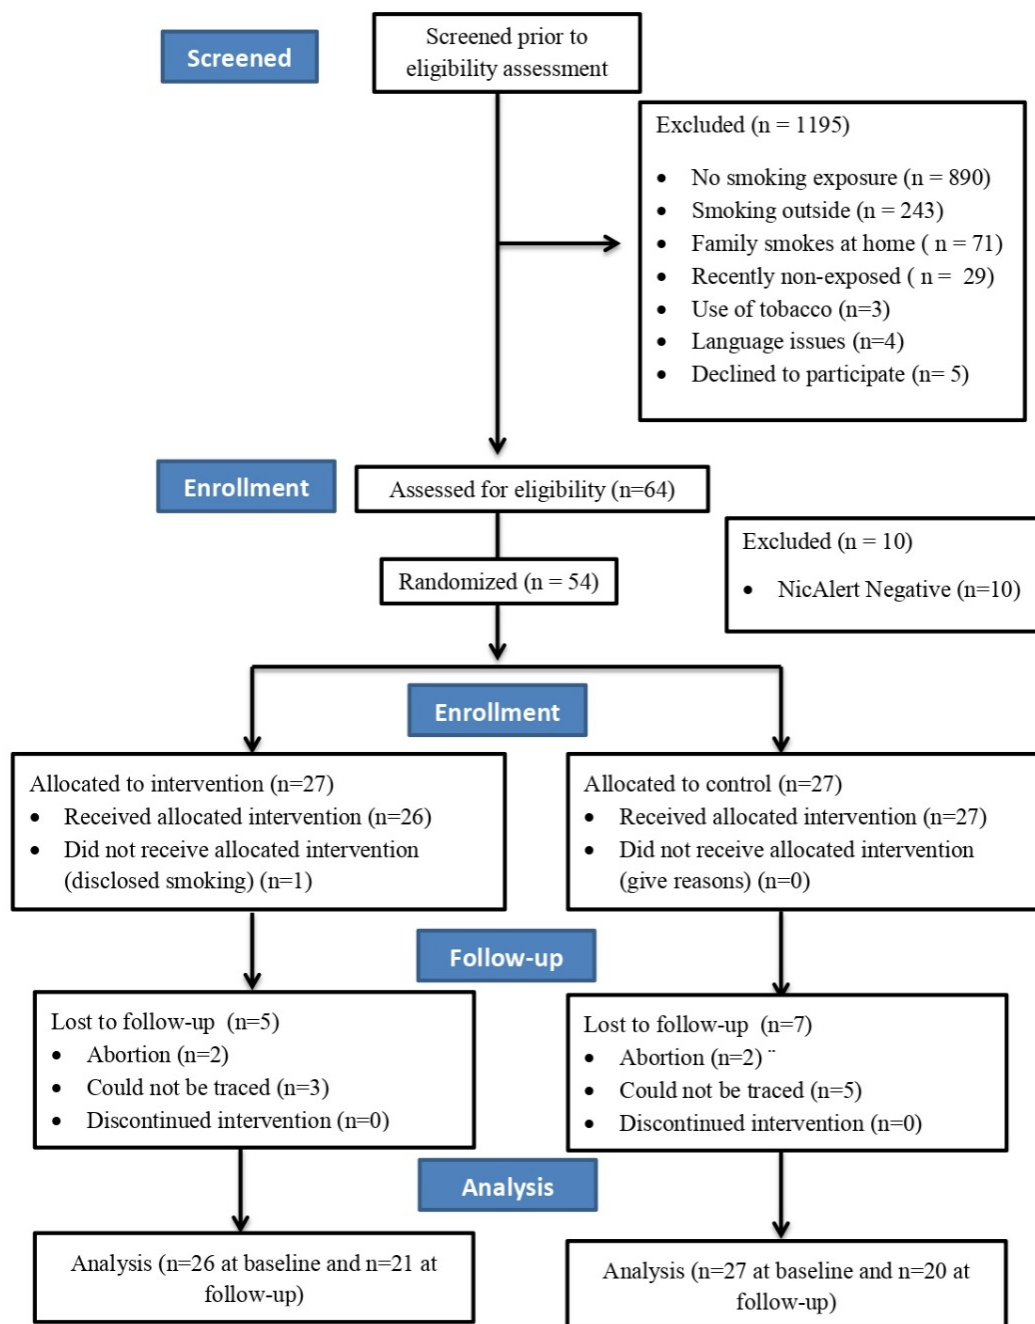 Screened
Screened prior to
eligibility assessment
Excluded (n = 1195)
• No smoking exposure (n = 890)
• Smoking outside (n = 243)
• Family smokes at home ( n = 71)
• Recently non-exposed ( n = 29)
• Use of tobacco (n=3)
• Language issues (n=4)
• Declined to participate (n= 5)
Enrollment
Assessed for eligibility (n=64)
Excluded (n = 10)
• NicAlert Negative (n=10)
Randomized (n = 54)
Enrollment
Allocated to intervention (n=27)
• Received allocated intervention (n=26)
• Did not receive allocated intervention
(disclosed smoking) (n=1)
Allocated to control (n=27)
• Received allocated intervention (n=27)
• Did not receive allocated intervention
(give reasons) (n=0)
Follow-up
Lost to follow-up (n=5)
• Abortion (n=2)
• Could not be traced (n=3)
• Discontinued intervention (n=0)
Lost to follow-up (n=7)
• Abortion (n=2) ¨
• Could not be traced (n=5)
• Discontinued intervention (n=0)
Analysis
Analysis (n=26 at baseline and n=21 at
follow-up)
Analysis (n=27 at baseline and n=20 at
follow-up)